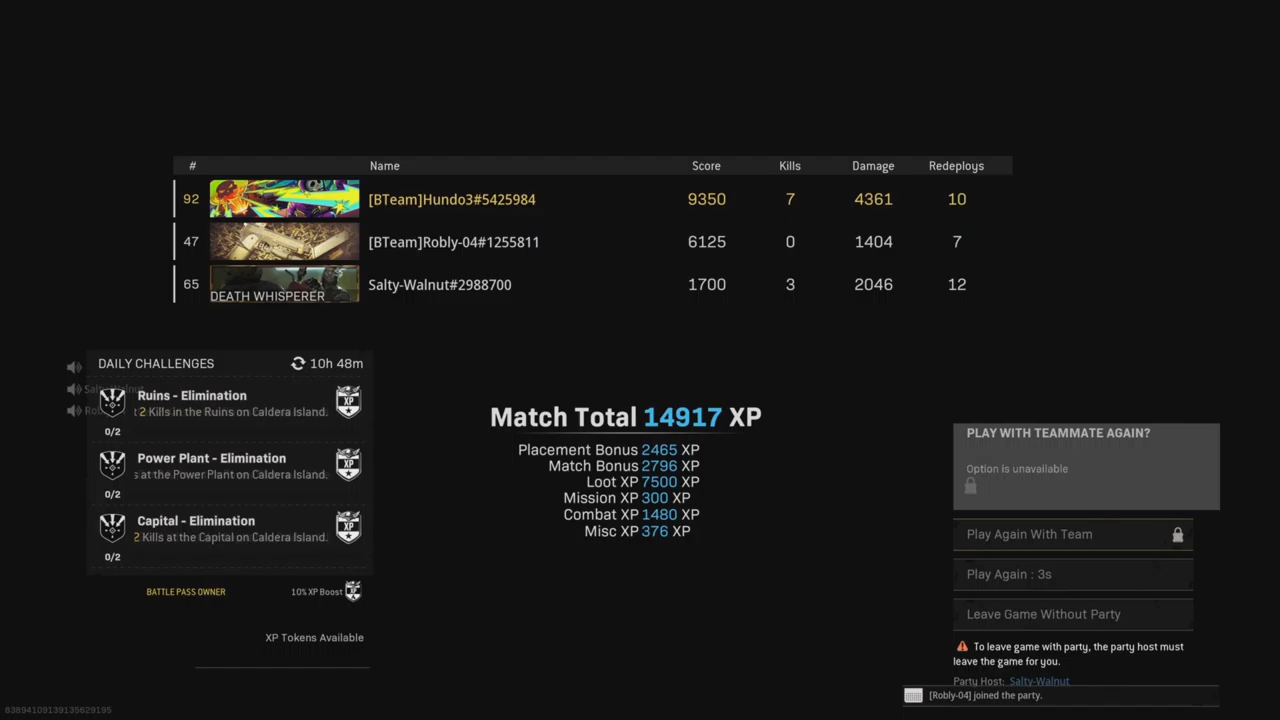 # Name Score Kills Damage Redeploys
92 [BTeam]Hundo3#5425984 9350 7 4361 10
47 [BTeam]Robly-04#1255811 6125 0 1404 7
65 DEATH WHISPERER Salty-Walnut#2988700 1700 3 2046 12
DAILY CHALLENGES 10h 48m
Ruins - Elimination
2 Kills in the Ruins on Caldera Island.
0/2
Power Plant - Elimination
s at the Power Plant on Caldera Island.
0/2
Capital - Elimination
2 Kills at the Capital on Caldera Island.
0/2
BATTLE PASS OWNER 10% XP Boost
XP Tokens Available
Match Total 14917 XP
Placement Bonus 2465 XP
Match Bonus 2796 XP
Loot XP 7500 XP
Mission XP 300 XP
Combat XP 1480 XP
Misc XP 376 XP
PLAY WITH TEAMMATE AGAIN?
Option is unavailable
Play Again With Team
Play Again : 3s
Leave Game Without Party
To leave game with party, the party host must
leave the game for you.
Party Host: Salty-Walnut
[Robly-04] joined the party.
83894109139135629195